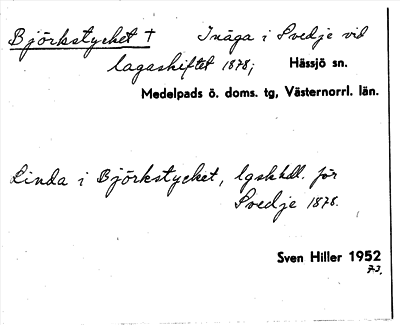 Björkstycket † Inäga i Svedje vid
lagaskiftet 1878; Hässjö sn.
Medelpads ö. doms. tg, Västernorrl. län.
Linda i Björkstycket, lgskhdl. för
Svedje 1878.
Sven Hiller 1952